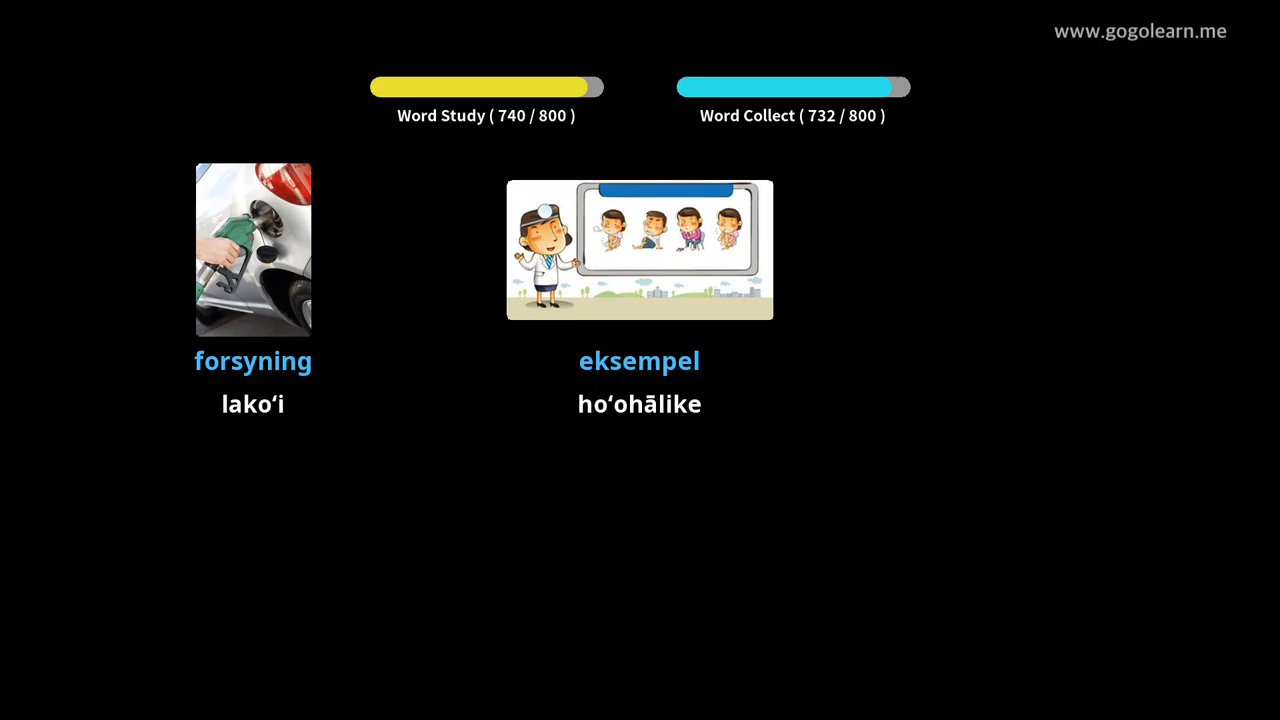 www.gogolearn.me
Word Study ( 740 / 800 )
Word Collect ( 732 / 800 )
forsyning
lakoʻi
eksempel
hoʻohālike